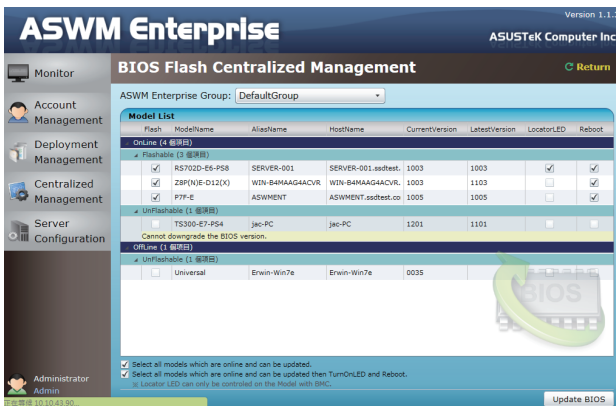 Version 1.1.
ASWM Enterprise
ASUSTeK Computer Inc
Monitor
Account Management
Deployment Management
Centralized Management
Server Configuration
BIOS Flash Centralized Management
Return
ASWM Enterprise Group: DefaultGroup
Model List
Flash ModelName AliasName HostName CurrentVersion LatestVersion LocatorLED Reboot
OnLine (4 個項目)
Flashable (3 個項目)
RS702D-E6-PS8 SERVER-001 SERVER-001.ssdtest. 1003 1003
Z8P(N)E-D12(X) WIN-B4MAAG4ACVR WIN-B4MAAG4ACVR. 1003 1103
P7F-E ASWMENT ASWMENT.ssdtest.co 1005 1005
UnFlashable (1 個項目)
TS300-E7-PS4 jac-PC jac-PC 1201 1101
Cannot downgrade the BIOS version.
OffLine (1 個項目)
UnFlashable (1 個項目)
Universal Erwin-Win7e Erwin-Win7e 0035
BIOS
Select all models which are online and can be updated.
Select all models which are online and can be updated then TurnOnLED and Reboot.
Locator LED can only be controled on the Model with BMC.
Administrator
Admin
10.10.43.90...
Update BIOS